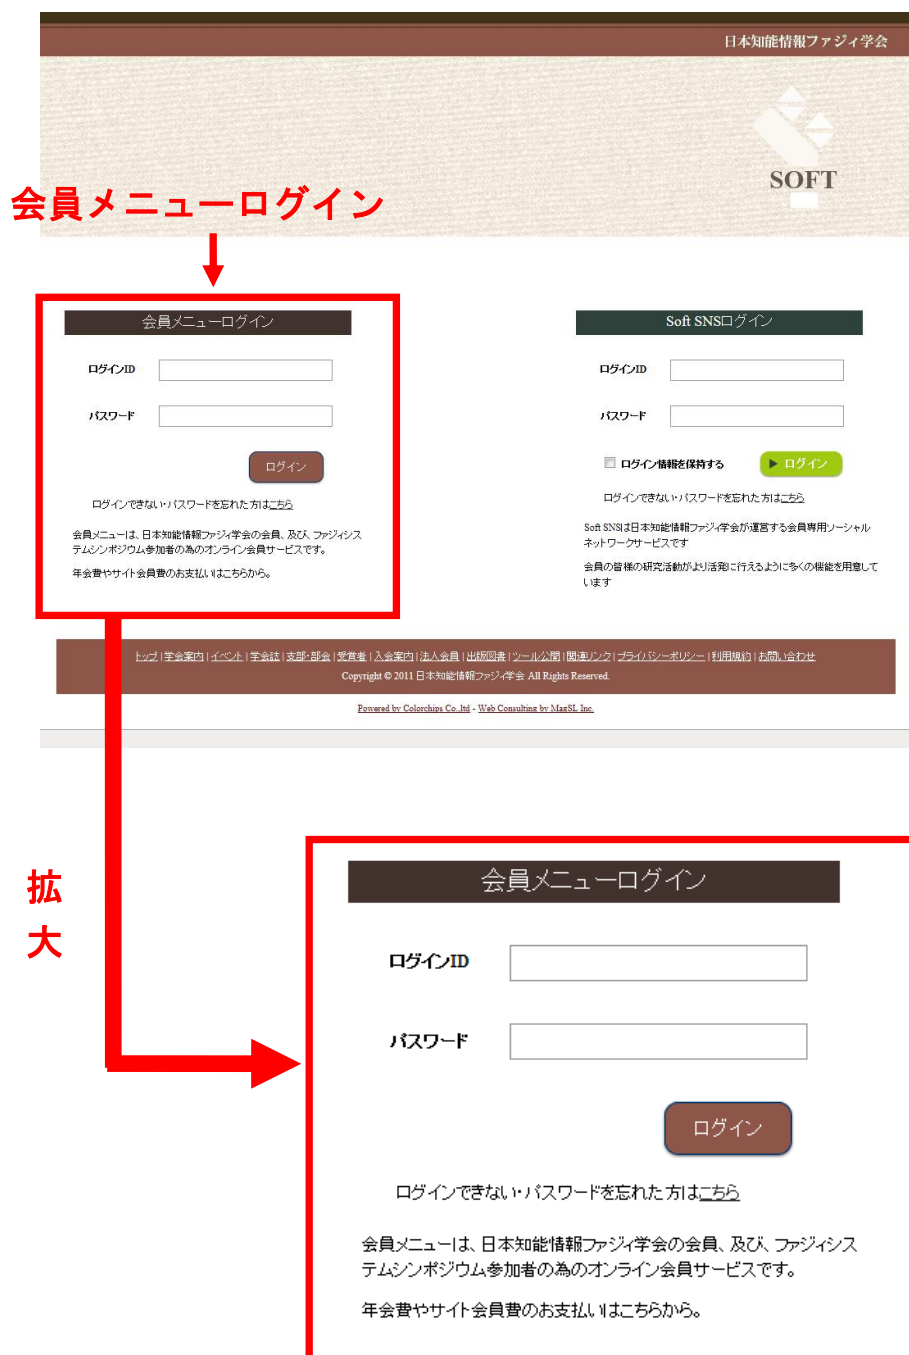 日本知能情報ファジィ学会
SOFT
会員メニューログイン
会員メニューログイン
ログインID
パスワード
ログイン
ログインできない・パスワードを忘れた方はこちら
会員メニューは、日本知能情報ファジィ学会の会員、及び、ファジィシス
テムシンポジウム参加者の為のオンライン会員サービスです。
年会費やサイト会員費のお支払いはこちらから。
Soft SNSログイン
ログインID
パスワード
ログイン情報を保持する
ログイン
ログインできない・パスワードを忘れた方はこちら
Soft SNSは日本知能情報ファジィ学会が運営する会員専用ソーシャル
ネットワークサービスです
会員の皆様の研究活動がより活発に行えるように多くの機能を用意して
います
トップ | 学会案内 | イベント | 学会誌 | 支部・部会 | 受賞者 | 入会案内 | 法人会員 | 出版図書 | ツール公開 | 関連リンク | プライバシーポリシー | 利用規約 | お問い合わせ
Copyright © 2011 日本知能情報ファジィ学会 All Rights Reserved.
Powered by Colorchips Co.,ltd - Web Consulting by MagSL Inc.
拡
大
会員メニューログイン
ログインID
パスワード
ログイン
ログインできない・パスワードを忘れた方はこちら
会員メニューは、日本知能情報ファジィ学会の会員、及び、ファジィシス
テムシンポジウム参加者の為のオンライン会員サービスです。
年会費やサイト会員費のお支払いはこちらから。